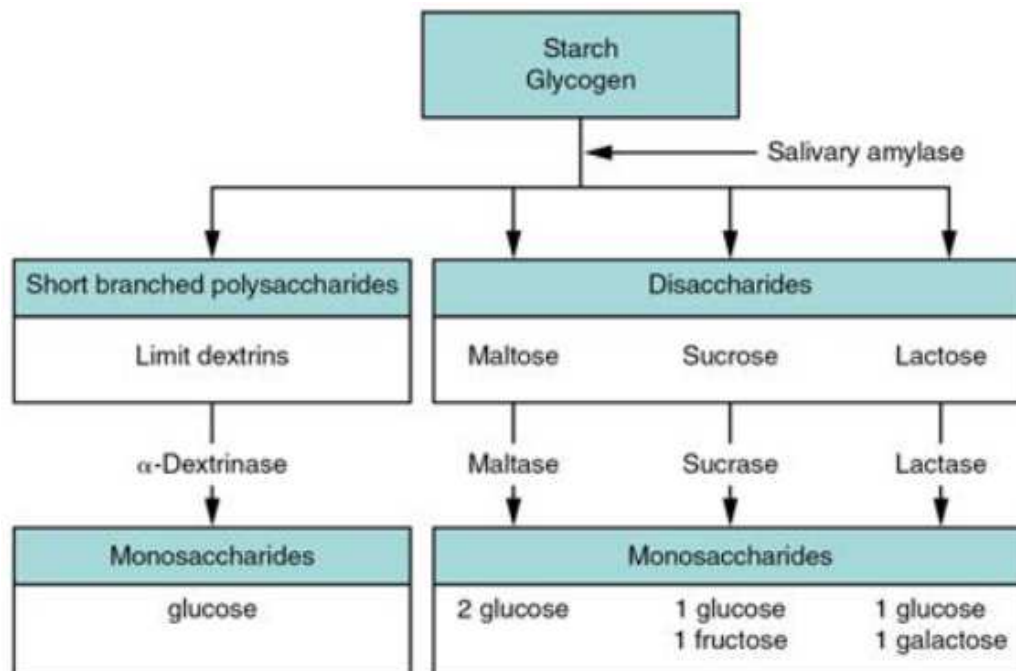 Starch
Glycogen
Salivary amylase
Short branched polysaccharides
Disaccharides
Limit dextrins
Maltose
Sucrose
Lactose
α-Dextrinase
Maltase
Sucrase
Lactase
Monosaccharides
Monosaccharides
glucose
2 glucose
1 glucose
1 fructose
1 glucose
1 galactose